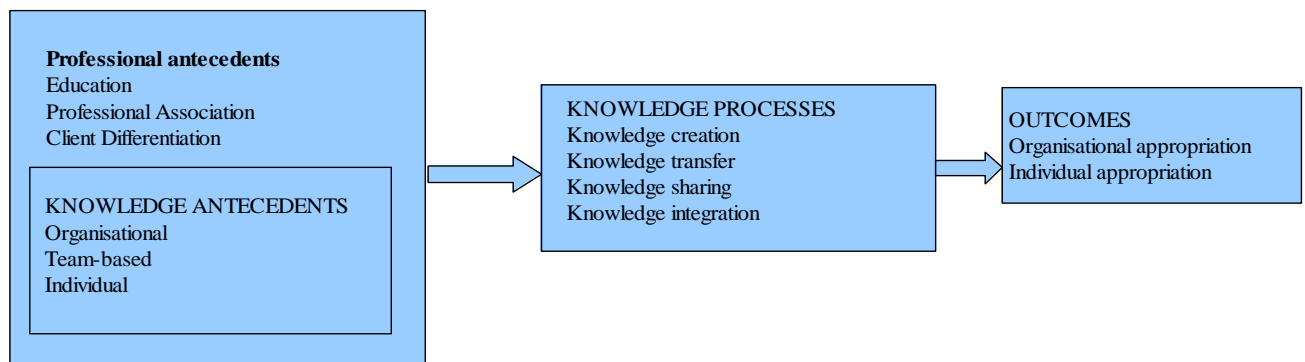 Professional antecedents
Education
Professional Association
Client Differentiation
KNOWLEDGE ANTECEDENTS
Organisational
Team-based
Individual
KNOWLEDGE PROCESSES
Knowledge creation
Knowledge transfer
Knowledge sharing
Knowledge integration
OUTCOMES
Organisational appropriation
Individual appropriation